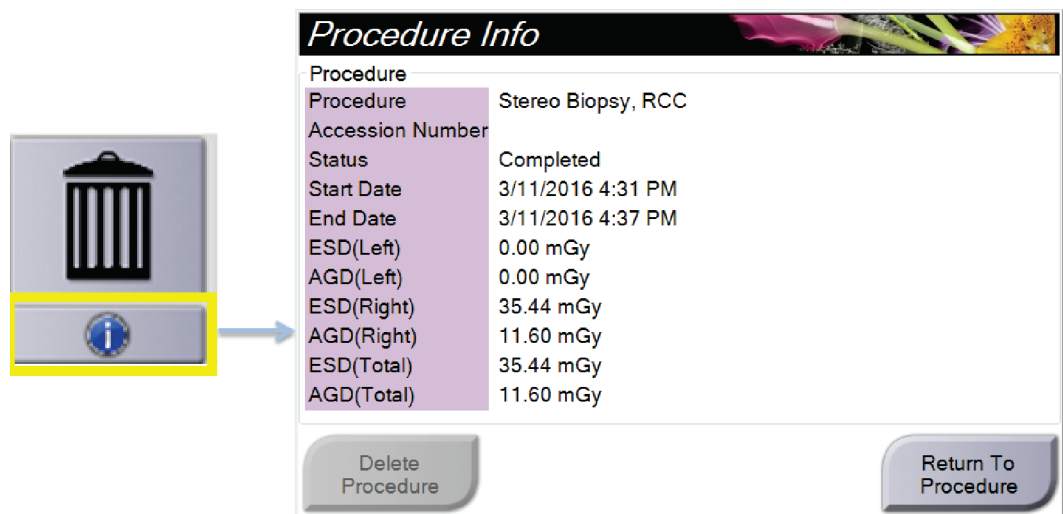 Procedure Info
Procedure
Procedure Stereo Biopsy, RCC
Accession Number
Status Completed
Start Date 3/11/2016 4:31 PM
End Date 3/11/2016 4:37 PM
ESD(Left) 0.00 mGy
AGD(Left) 0.00 mGy
ESD(Right) 35.44 mGy
AGD(Right) 11.60 mGy
ESD(Total) 35.44 mGy
AGD(Total) 11.60 mGy
Delete
Procedure
Return To
Procedure